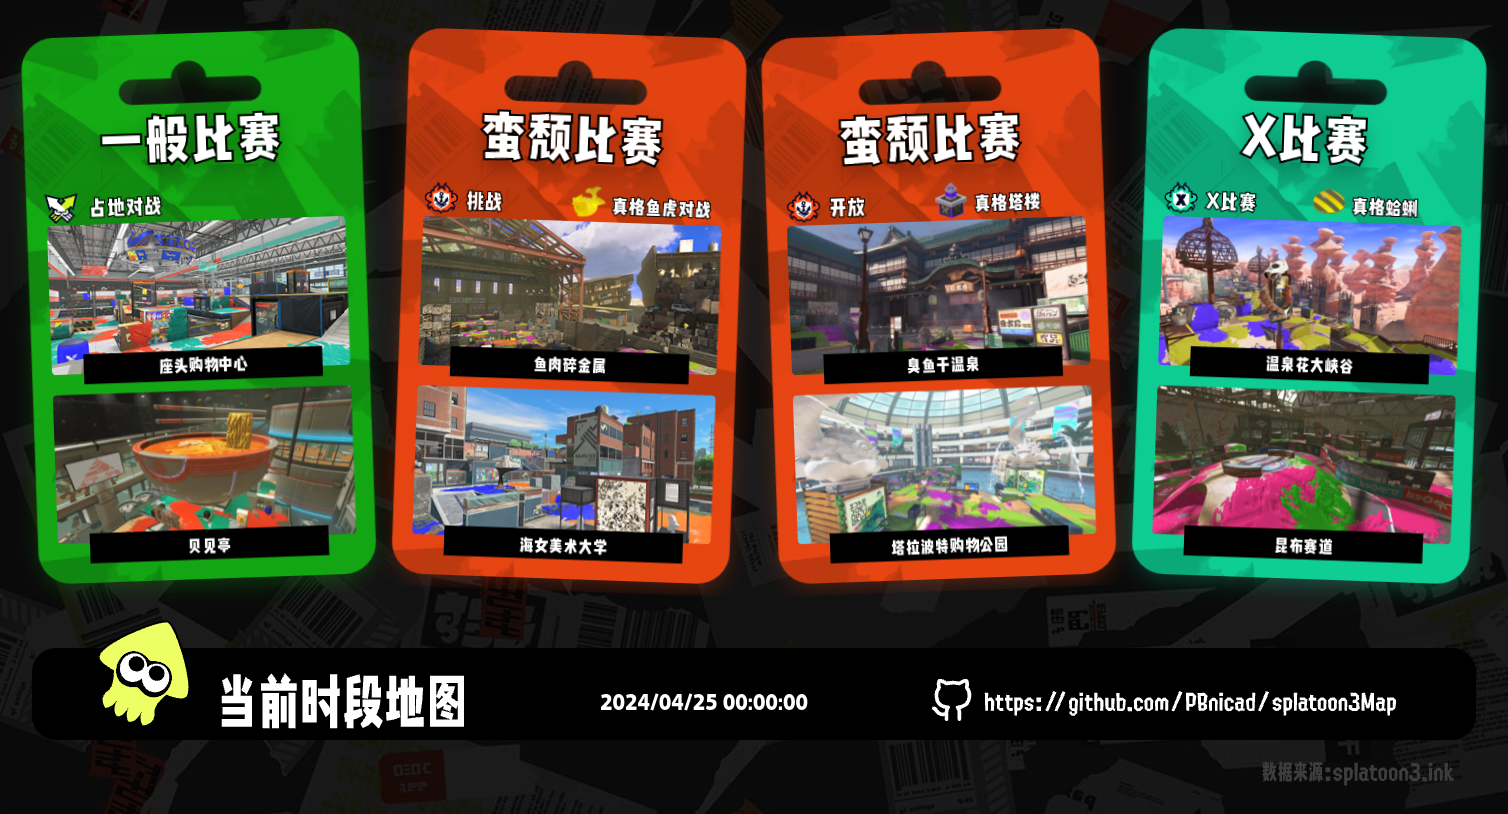 一般比赛
占地对战
座头购物中心
贝见亭
蛮颓比赛
挑战
真格鱼虎对战
鱼肉碎金属
海女美术大学
蛮颓比赛
开放
真格塔楼
臭鱼干温泉
塔拉波特购物公园
X比赛
X比赛
真格蛤蜊
温泉花大峡谷
昆布赛道
当前时段地图
2024/04/25 00:00:00
https://github.com/PBnicad/splatoon3Map
数据来源:splatoon3.ink